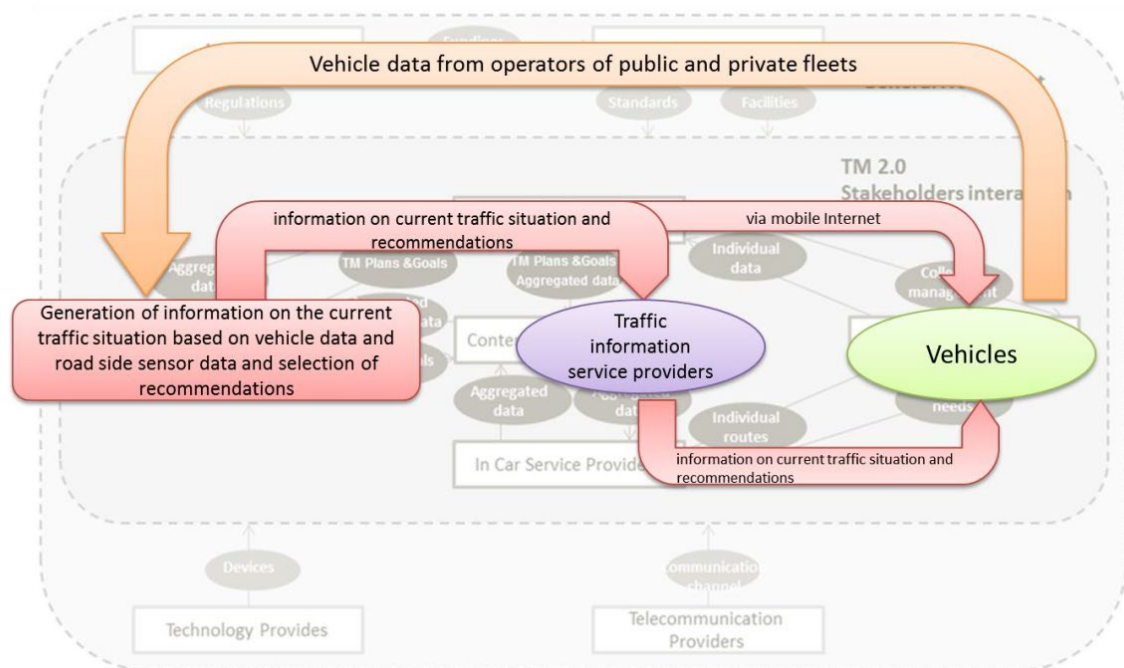 Vehicle data from operators of public and private fleets
Regulations
Standards
Facilities
TM 2.0
Stakeholders interaction
information on current traffic situation and
recommendations
via mobile Internet
TM Plans &Goals
TM Plans &Goals
Aggregated data
Individual
data
Generation of information on the current
traffic situation based on vehicle data and
road side sensor data and selection of
recommendations
Traffic
information
service providers
Vehicles
Aggregated
data
needs
Individual
routes
In Car Service Provide
information on current traffic situation and
recommendations
Devices
Communication
channel
Technology Provides
Telecommunication
Providers